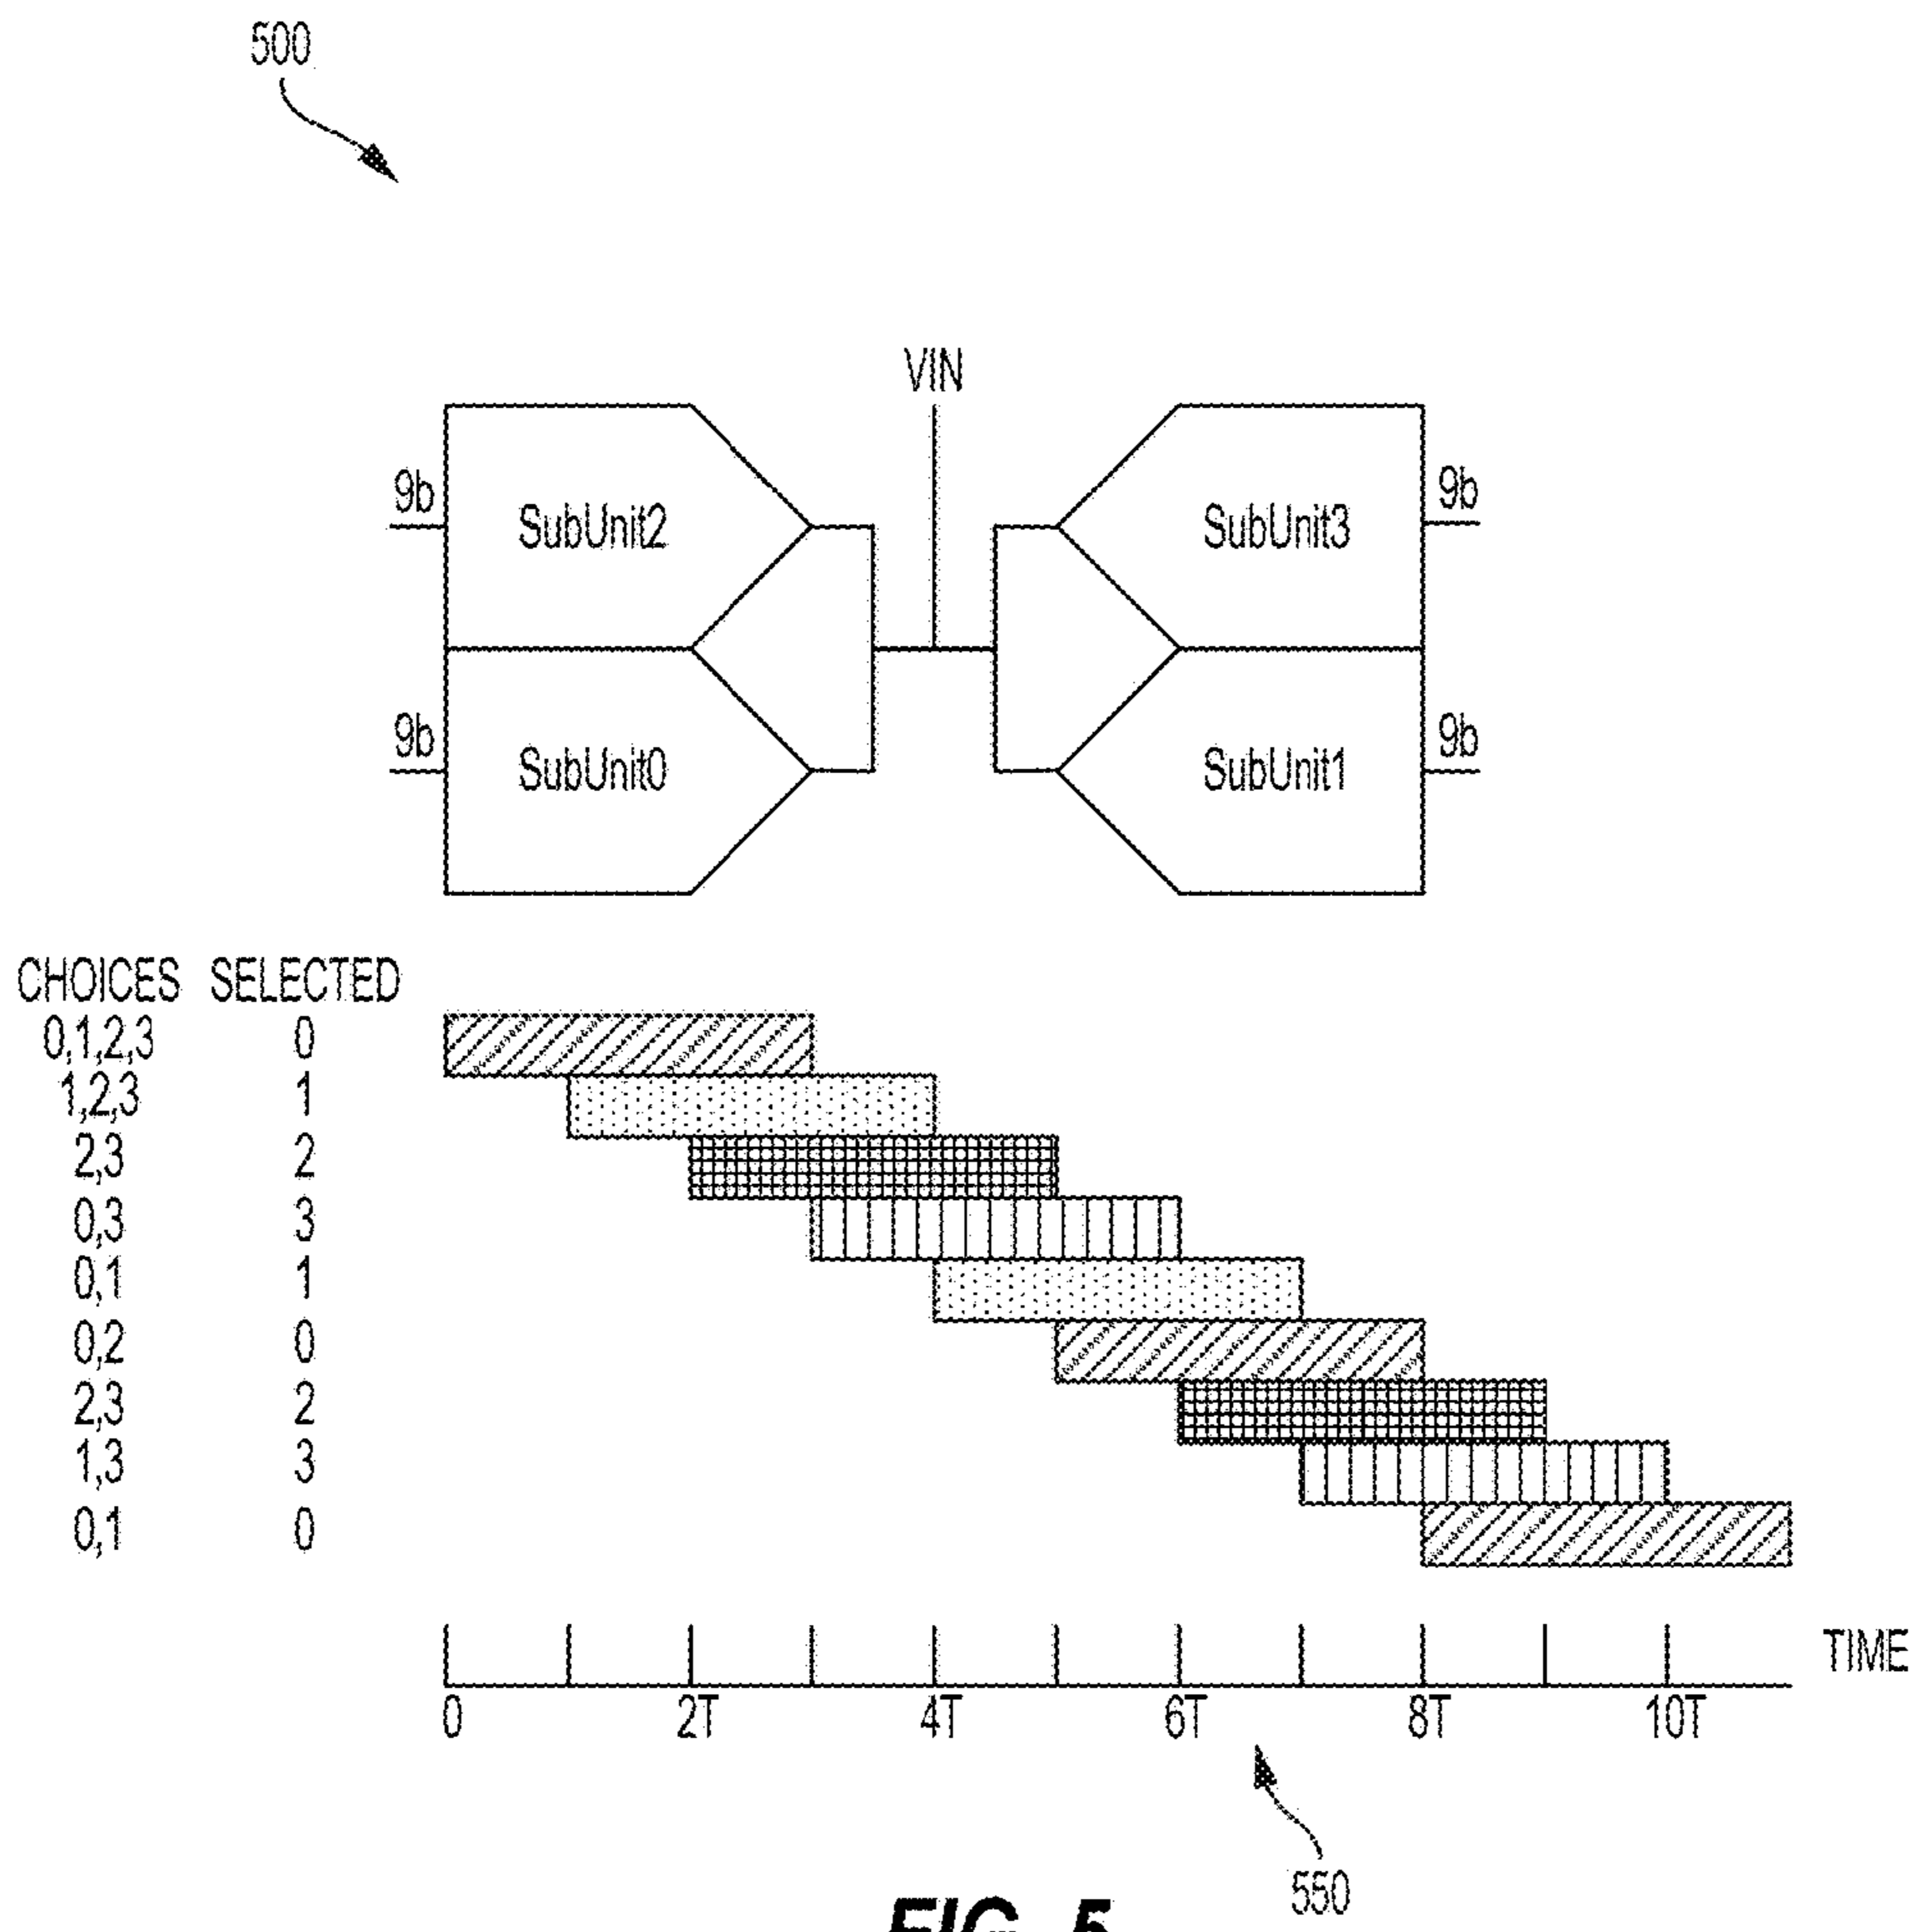 500
VIN
9b
SubUnit2
SubUnit3
9b
9b
SubUnit0
SubUnit1
9b
CHOICES SELECTED
0,1,2,3 0
1,2,3 1
2,3 2
0,3 3
0,1 1
0,2 0
2,3 2
1,3 3
0,1 0
TIME
0 2T 4T 6T 8T 10T
550
FIG. 5